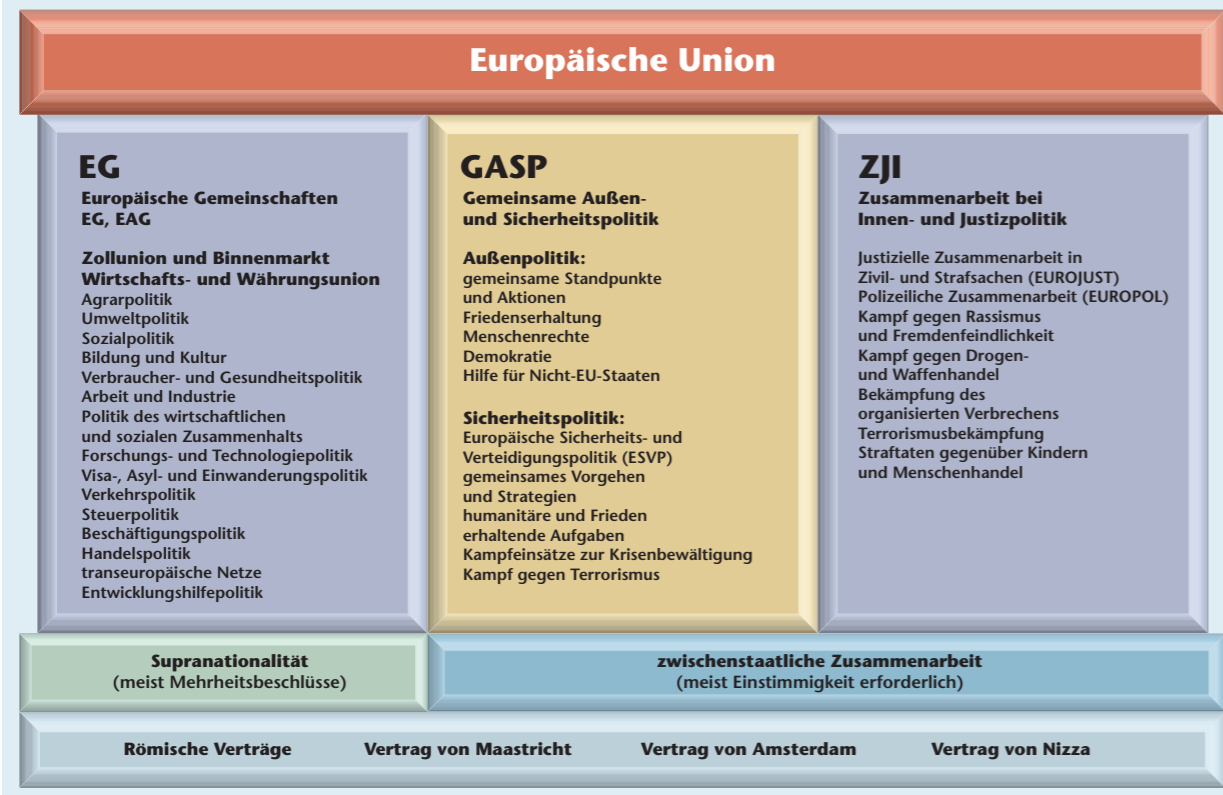 Europäische Union
EG
Europäische Gemeinschaften
EG, EAG
Zollunion und Binnenmarkt
Wirtschafts- und Währungsunion
Agrarpolitik
Umweltpolitik
Sozialpolitik
Bildung und Kultur
Verbraucher- und Gesundheitspolitik
Arbeit und Industrie
Politik des wirtschaftlichen
und sozialen Zusammenhalts
Forschungs- und Technologiepolitik
Visa-, Asyl- und Einwanderungspolitik
Verkehrspolitik
Steuerpolitik
Beschäftigungspolitik
Handelspolitik
transeuropäische Netze
Entwicklungshilfepolitik
GASP
Gemeinsame Außen-
und Sicherheitspolitik
Außenpolitik:
gemeinsame Standpunkte
und Aktionen
Friedenserhaltung
Menschenrechte
Demokratie
Hilfe für Nicht-EU-Staaten
Sicherheitspolitik:
Europäische Sicherheits- und
Verteidigungspolitik (ESVP)
gemeinsames Vorgehen
und Strategien
humanitäre und Frieden
erhaltende Aufgaben
Kampfeinsätze zur Krisenbewältigung
Kampf gegen Terrorismus
ZJI
Zusammenarbeit bei
Innen- und Justizpolitik
Justizielle Zusammenarbeit in
Zivil- und Strafsachen (EUROJUST)
Polizeiliche Zusammenarbeit (EUROPOL)
Kampf gegen Rassismus
und Fremdenfeindlichkeit
Kampf gegen Drogen-
und Waffenhandel
Bekämpfung des
organisierten Verbrechens
Terrorismusbekämpfung
Straftaten gegenüber Kindern
und Menschenhandel
Supranationalität
(meist Mehrheitsbeschlüsse)
zwischenstaatliche Zusammenarbeit
(meist Einstimmigkeit erforderlich)
Römische Verträge Vertrag von Maastricht Vertrag von Amsterdam Vertrag von Nizza